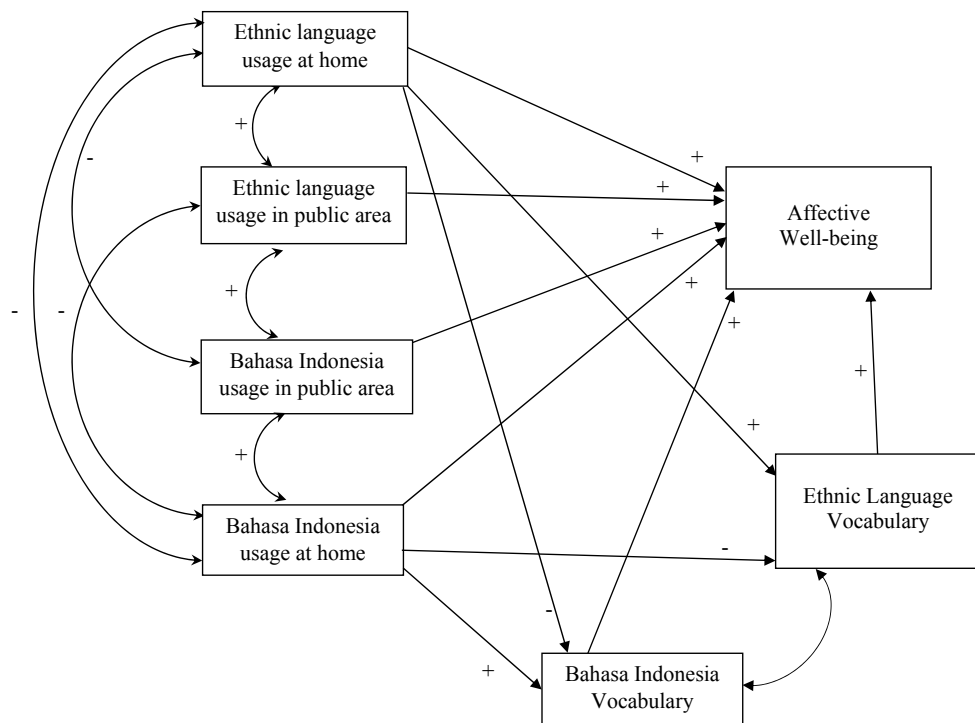 Ethnic language
usage at home
+
-
+
Ethnic language
usage in public area
+
Affective
Well-being
+
+
+
-
-
+
+
Bahasa Indonesia
usage in public area
+
+
+
Ethnic Language
Vocabulary
Bahasa Indonesia
usage at home
-
-
+
Bahasa Indonesia
Vocabulary